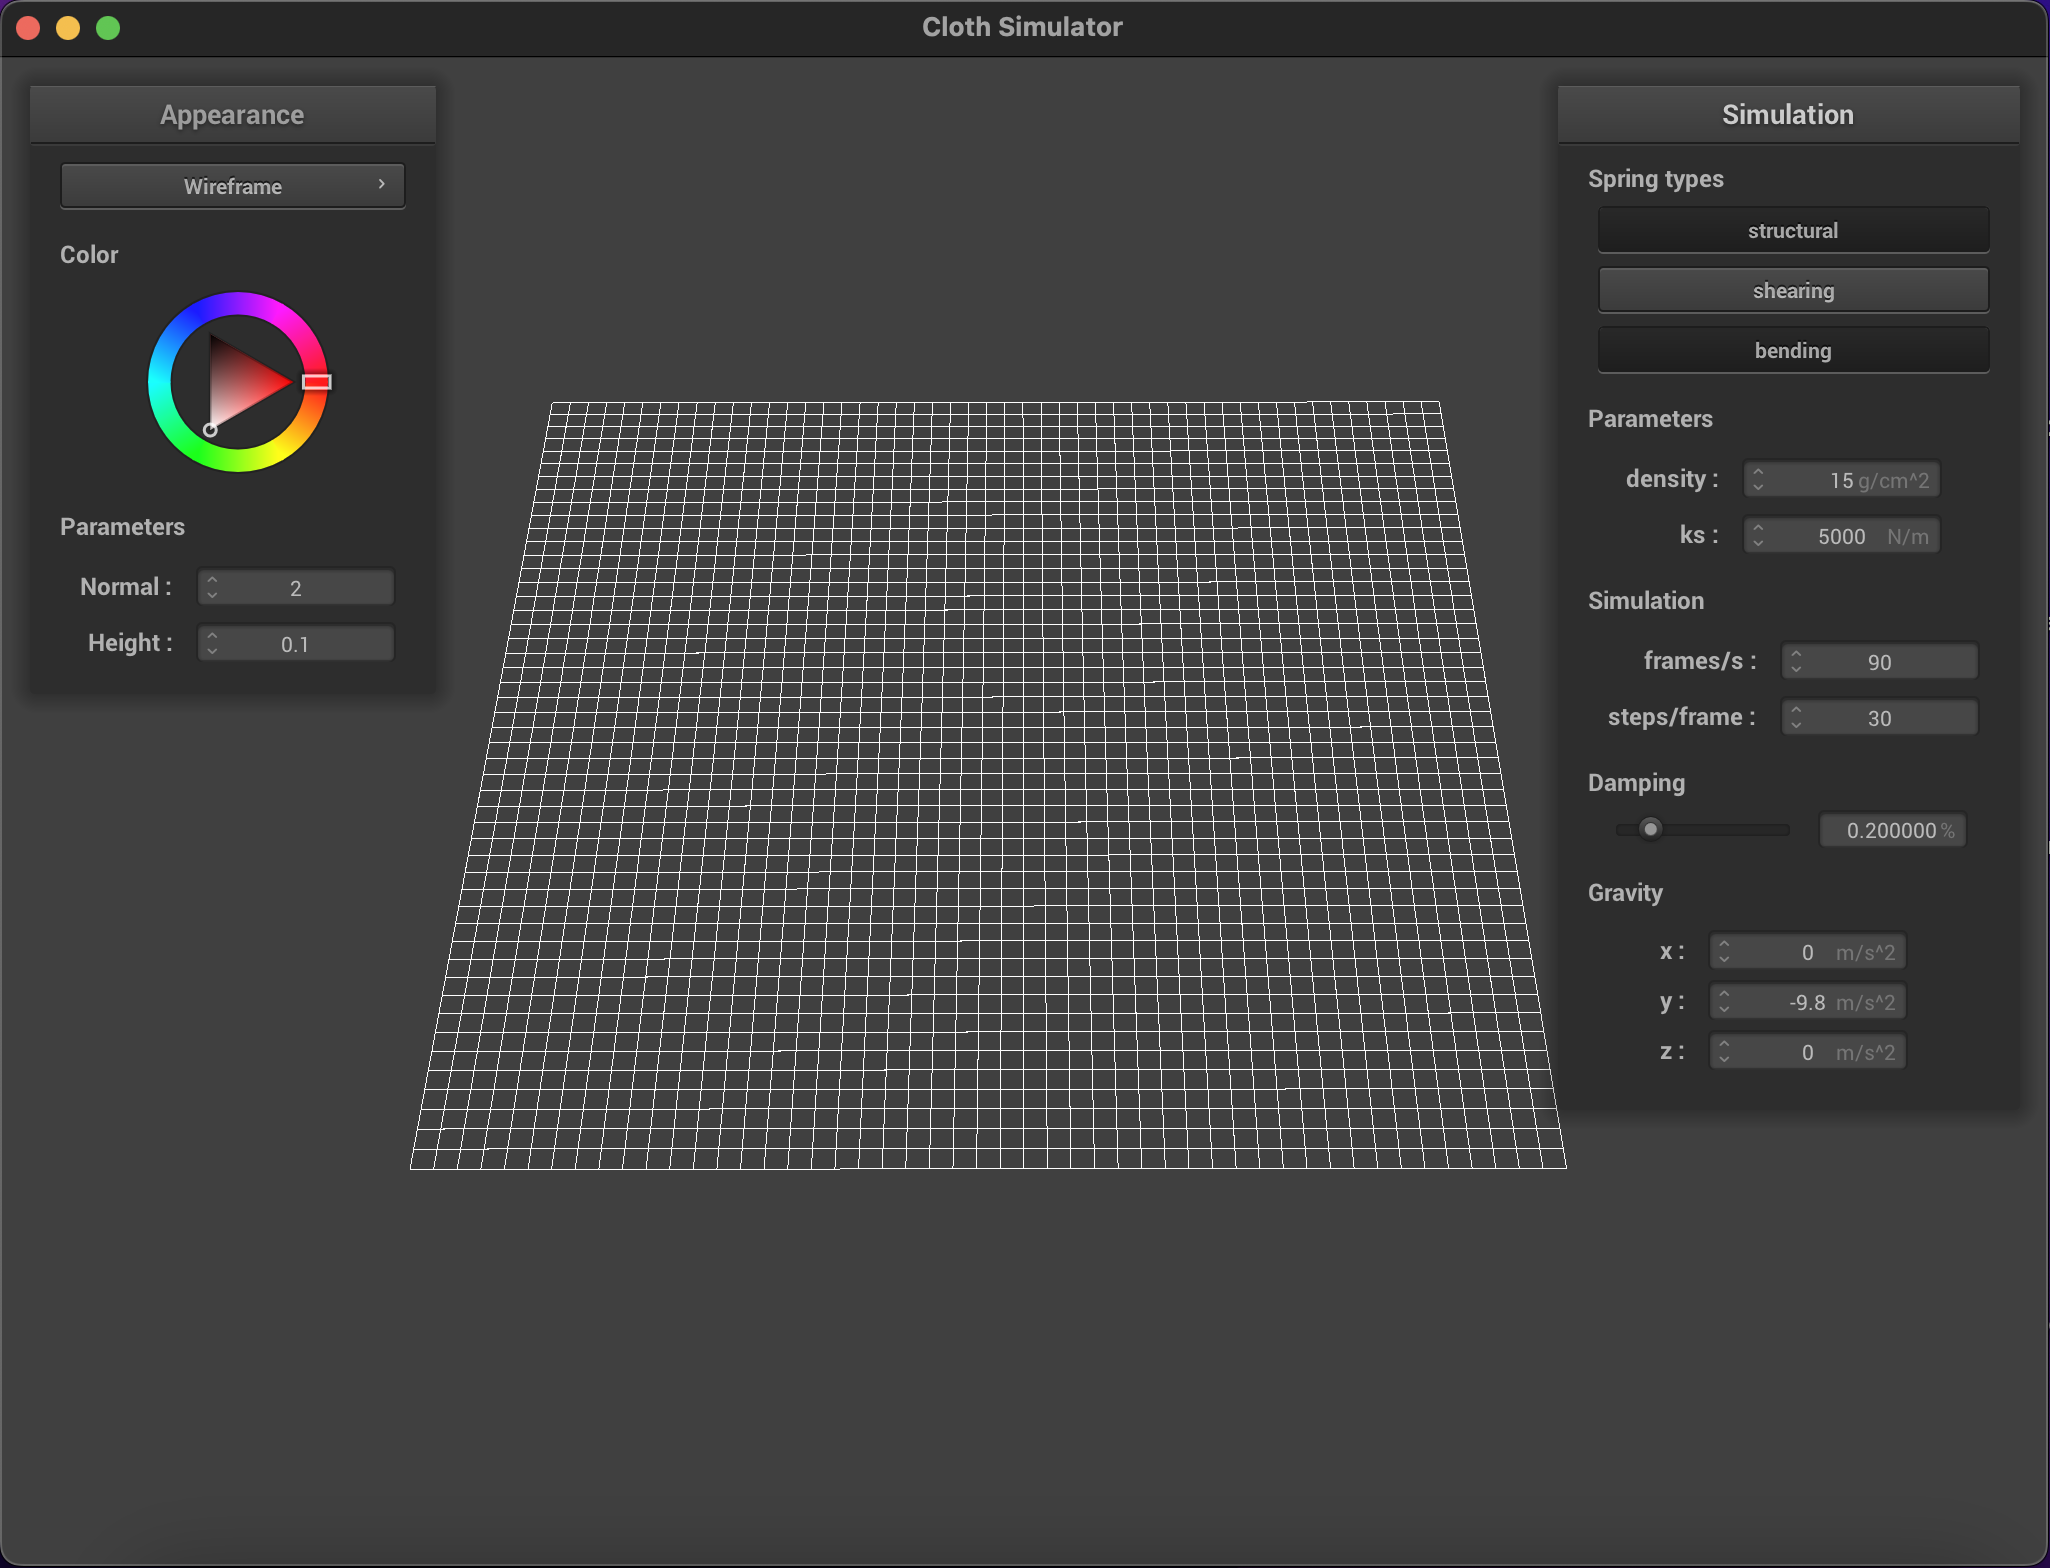 Cloth Simulator
Appearance
Wireframe
Color
Parameters
Normal : 2
Height : 0.1
Simulation
Spring types
structural
shearing
bending
Parameters
density : 15 g/cm^2
ks : 5000 N/m
Simulation
frames/s : 90
steps/frame : 30
Damping
0.200000 %
Gravity
x : 0 m/s^2
y : -9.8 m/s^2
z : 0 m/s^2